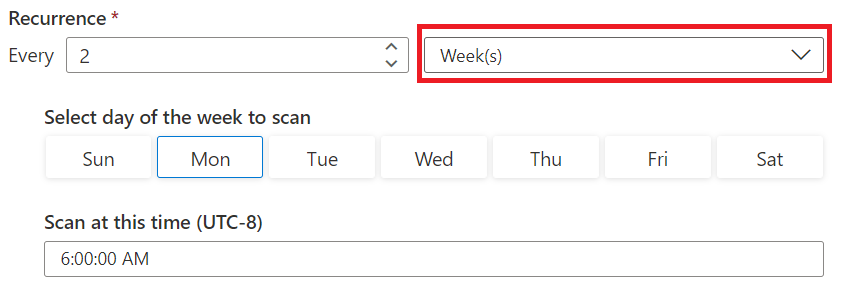 Recurrence *
Every 2 Week(s)
Select day of the week to scan
Sun Mon Tue Wed Thu Fri Sat
Scan at this time (UTC-8)
6:00:00 AM